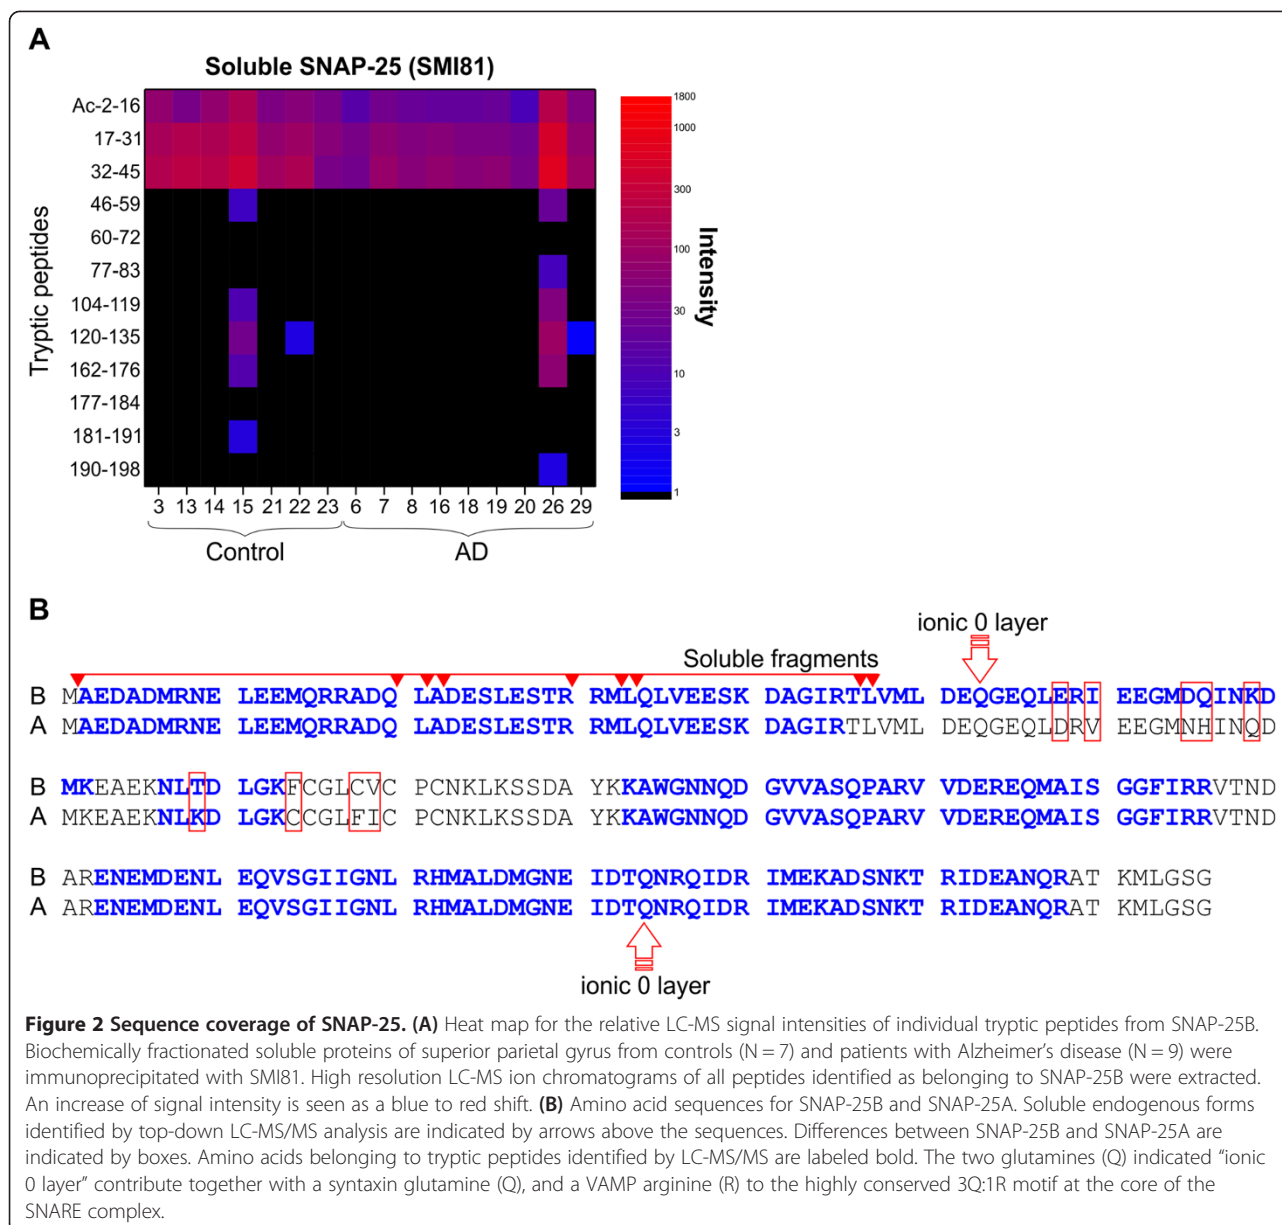 A
Soluble SNAP-25 (SMI81)
Tryptic peptides
Ac-2-16
17-31
32-45
46-59
60-72
77-83
104-119
120-135
162-176
177-184
181-191
190-198
3 13 14 15 21 22 23 6 7 8 16 18 19 20 26 29
Control AD
1800
1000
300
100
30
10
3
1
Intensity
B
ionic 0 layer
Soluble fragments
B MAEDADMRNE LEEMQRRADQ LADESLESTR RMLQLVEESK DAGIRTLVML DEQGEQLERI EEGMDQINKD
A MAEDADMRNE LEEMQRRADQ LADESLESTR RMLQLVEESK DAGIRTLVML DEQGEQLDRV EEGMNHINQD
B MKEAEKNLTD LGKFCGLCVC PCNKLKSSDA YKKAWGNNQD GVVASQPARV VDEREQMAIS GGFIRRVTND
A MKEAEKNLKD LGKCCGLFIC PCNKLKSSDA YKKAWGNNQD GVVASQPARV VDEREQMAIS GGFIRRVTND
B ARENEMDENL EQVSGIIGNL RHMALDMGNE IDTQNRQIDR IMEKADSNKT RIDEANQRAT KMLGSG
A ARENEMDENL EQVSGIIGNL RHMALDMGNE IDTQNRQIDR IMEKADSNKT RIDEANQRAT KMLGSG
ionic 0 layer
Figure 2 Sequence coverage of SNAP-25. (A) Heat map for the relative LC-MS signal intensities of individual tryptic peptides from SNAP-25B.
Biochemically fractionated soluble proteins of superior parietal gyrus from controls (N = 7) and patients with Alzheimer's disease (N = 9) were
immunoprecipitated with SMI81. High resolution LC-MS ion chromatograms of all peptides identified as belonging to SNAP-25B were extracted.
An increase of signal intensity is seen as a blue to red shift. (B) Amino acid sequences for SNAP-25B and SNAP-25A. Soluble endogenous forms
identified by top-down LC-MS/MS analysis are indicated by arrows above the sequences. Differences between SNAP-25B and SNAP-25A are
indicated by boxes. Amino acids belonging to tryptic peptides identified by LC-MS/MS are labeled bold. The two glutamines (Q) indicated "ionic
0 layer" contribute together with a syntaxin glutamine (Q), and a VAMP arginine (R) to the highly conserved 3Q:1R motif at the core of the
SNARE complex.